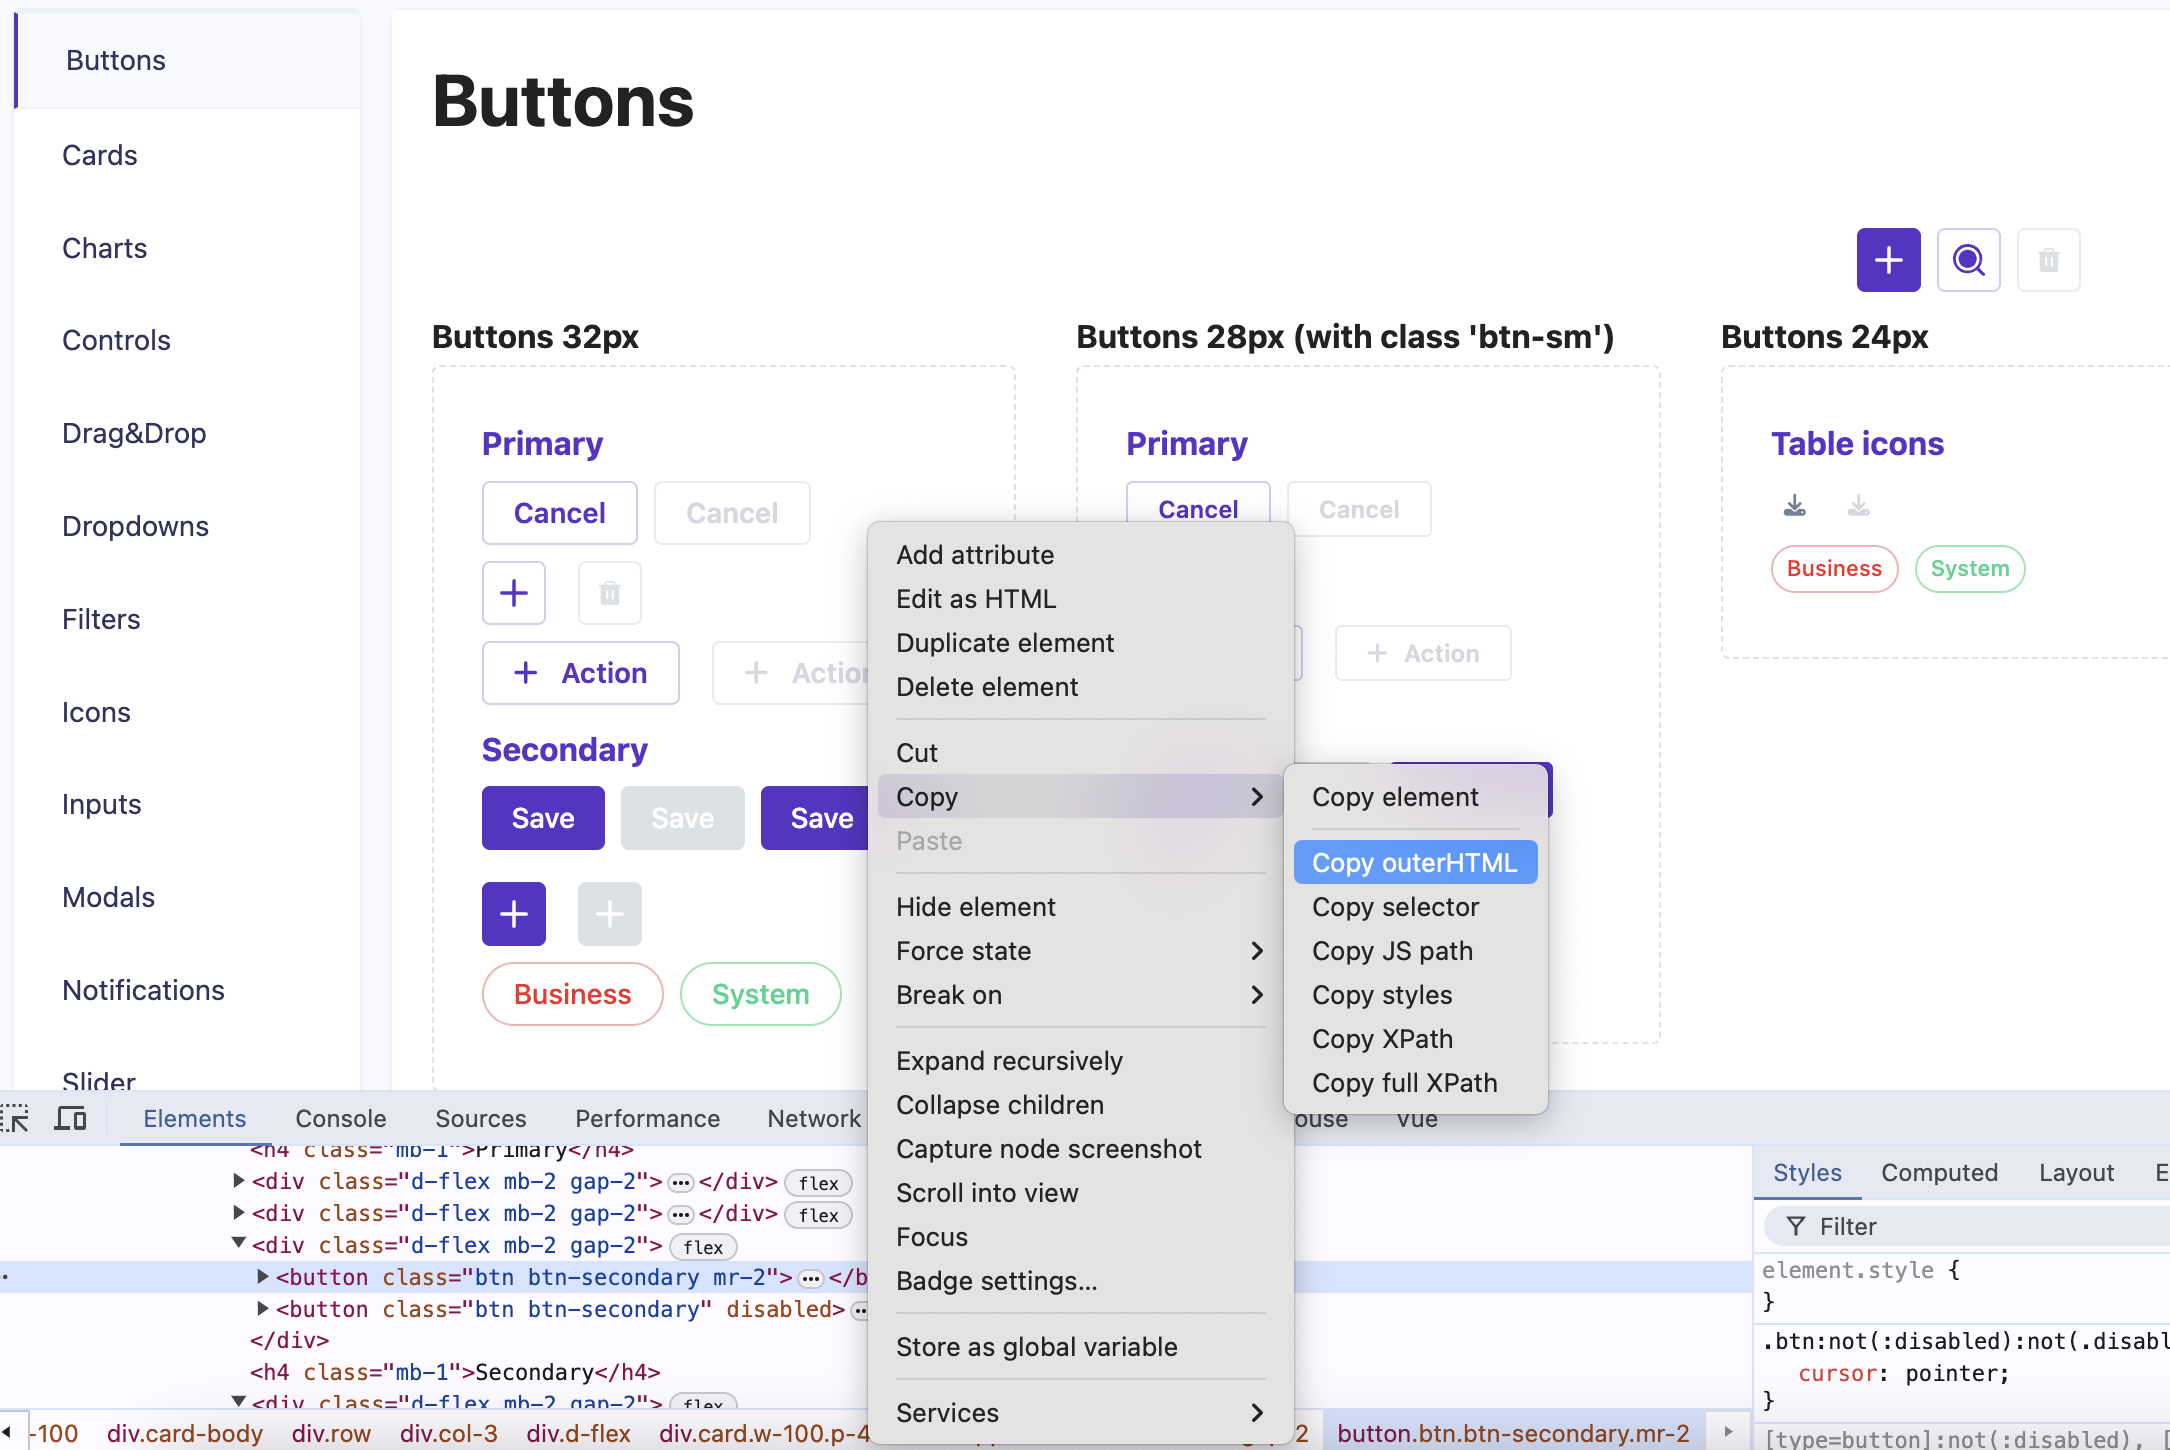 Buttons
Cards
Charts
Controls
Drag&Drop
Dropdowns
Filters
Icons
Inputs
Modals
Notifications
Slider
Buttons
Buttons 32px
Primary
Cancel
Cancel
Action
Action
Secondary
Save
Save
Save
Business
System
Buttons 28px (with class 'btn-sm')
Primary
Cancel
Cancel
Action
Buttons 24px
Table icons
Business
System
Add attribute
Edit as HTML
Duplicate element
Delete element
Cut
Copy
Paste
Hide element
Force state
Break on
Expand recursively
Collapse children
Capture node screenshot
Scroll into view
Focus
Badge settings...
Store as global variable
Services
Copy element
Copy outerHTML
Copy selector
Copy JS path
Copy styles
Copy XPath
Copy full XPath
Elements Console Sources Performance Network ouse Vue
<h4 class="mb-1">Primary</h4>
<div class="d-flex mb-2 gap-2">…</div> flex
<div class="d-flex mb-2 gap-2">…</div> flex
<div class="d-flex mb-2 gap-2"> flex
<button class="btn btn-secondary mr-2">…</b
<button class="btn btn-secondary" disabled>…
</div>
<h4 class="mb-1">Secondary</h4>
<div class="d-flex mb-2 gap-2"> flex
-100 div.card-body div.row div.col-3 div.d-flex div.card.w-100.p-4 2 button.btn.btn-secondary.mr-2
Styles Computed Layout E
Filter
element.style {
}
.btn:not(:disabled):not(.disabl
cursor: pointer;
}
[type=button]:not(:disabled), [